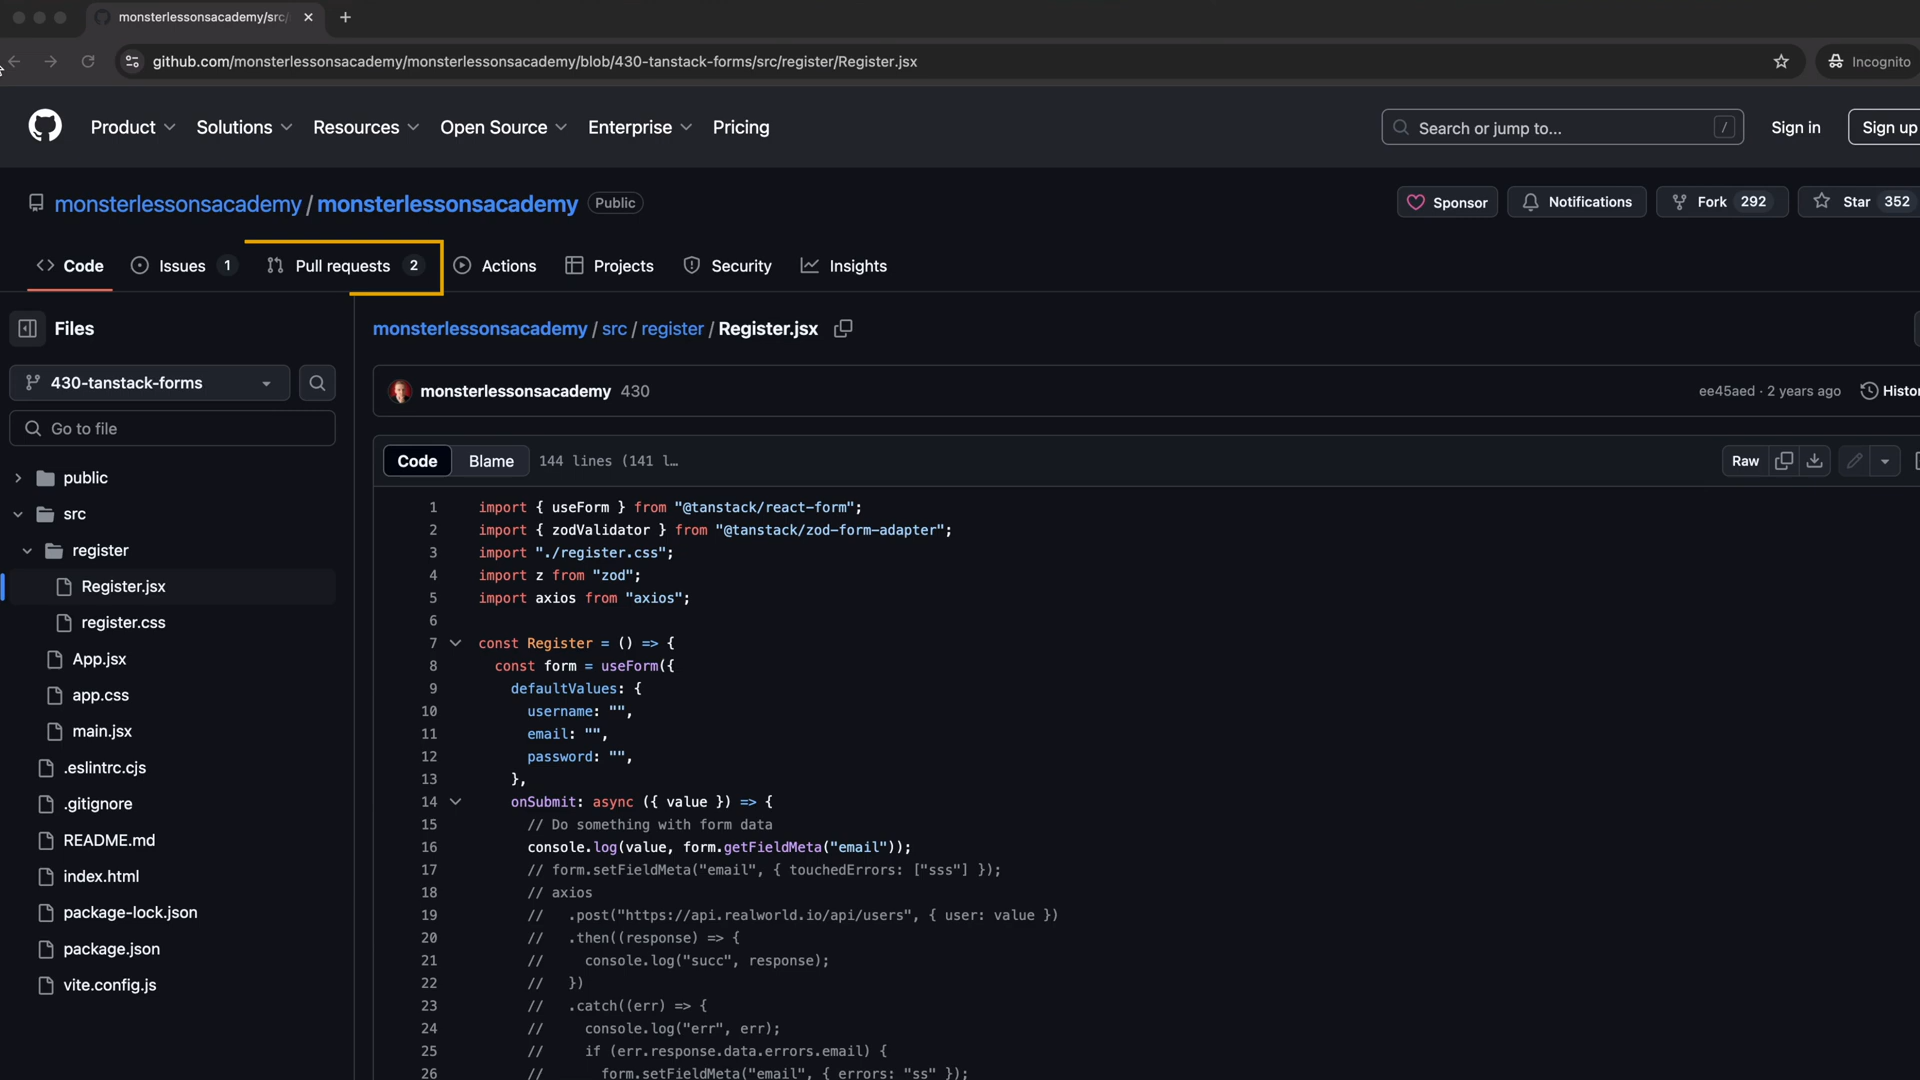 monsterlessonsacademy/src/
github.com/monsterlessonsacademy/monsterlessonsacademy/blob/430-tanstack-forms/src/register/Register.jsx
Incognito
Product
Solutions
Resources
Open Source
Enterprise
Pricing
Search or jump to...
/
Sign in
Sign up
monsterlessonsacademy / monsterlessonsacademy
Public
Sponsor
Notifications
Fork 292
Star 352
Code
Issues 1
Pull requests 2
Actions
Projects
Security
Insights
Files
430-tanstack-forms
Go to file
public
src
register
Register.jsx
register.css
App.jsx
app.css
main.jsx
.eslintrc.cjs
.gitignore
README.md
index.html
package-lock.json
package.json
vite.config.js
monsterlessonsacademy / src / register / Register.jsx
monsterlessonsacademy 430
ee45aed · 2 years ago
Histor
Code
Blame
144 lines (141 l…
Raw
1 import { useForm } from "@tanstack/react-form";
2 import { zodValidator } from "@tanstack/zod-form-adapter";
3 import "./register.css";
4 import z from "zod";
5 import axios from "axios";
6
7 const Register = () => {
8 const form = useForm({
9 defaultValues: {
10 username: "",
11 email: "",
12 password: "",
13 },
14 onSubmit: async ({ value }) => {
15 // Do something with form data
16 console.log(value, form.getFieldMeta("email"));
17 // form.setFieldMeta("email", { touchedErrors: ["sss"] });
18 // axios
19 // .post("https://api.realworld.io/api/users", { user: value })
20 // .then((response) => {
21 // console.log("succ", response);
22 // })
23 // .catch((err) => {
24 // console.log("err", err);
25 // if (err.response.data.errors.email) {
26 // form.setFieldMeta("email", { errors: "ss" });